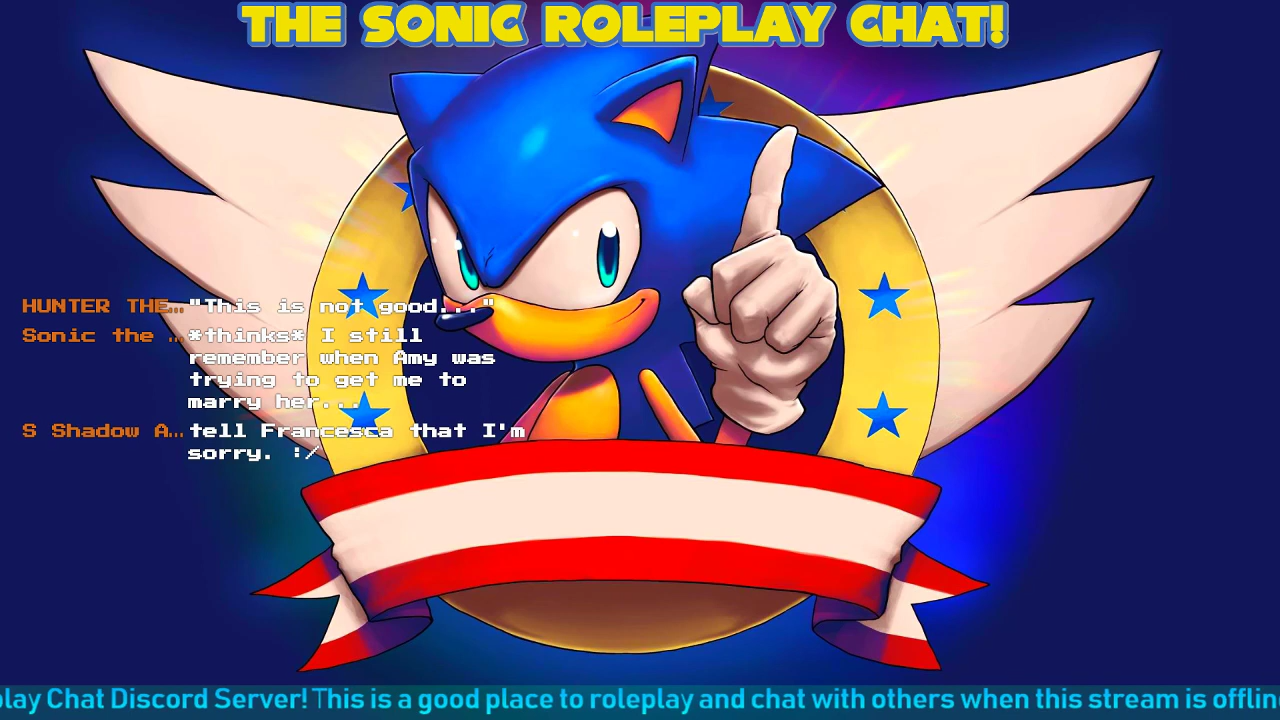 THE SONIC ROLEPLAY CHAT!
HUNTER THE… "This is not good..."
Sonic the … *thinks* I still
remember when Amy was
trying to get me to
marry her...
S Shadow A… tell Francesca that I'm
sorry. :/
play Chat Discord Server! This is a good place to roleplay and chat with others when this stream is offlin